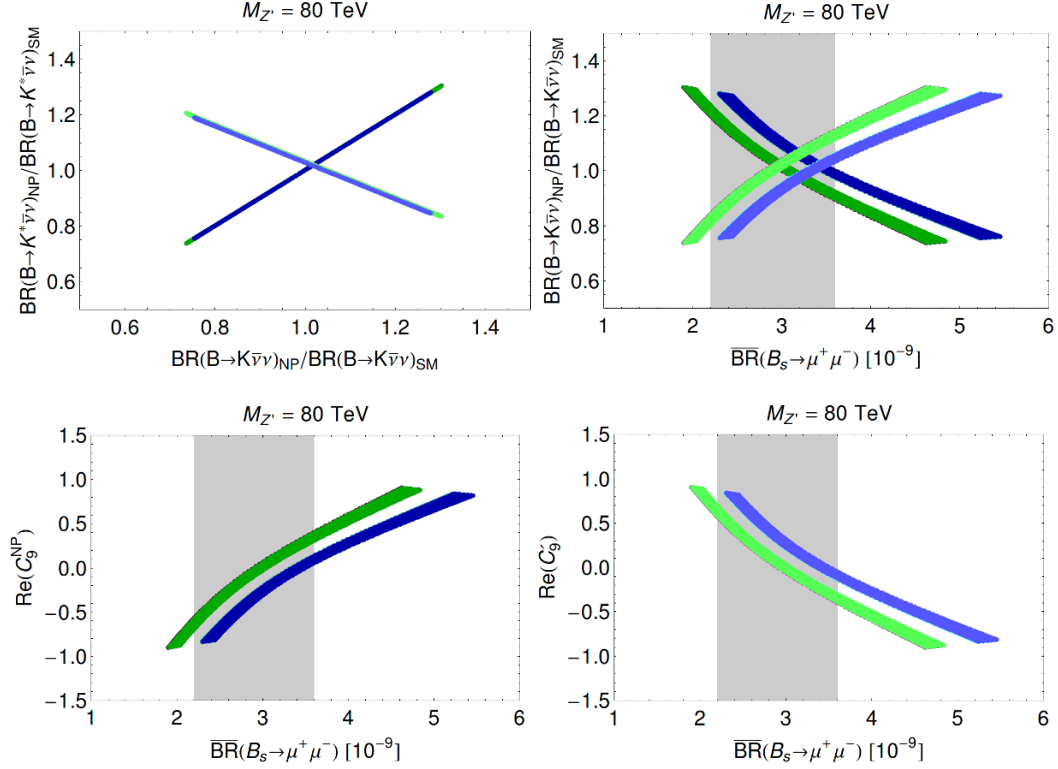 M_Z' = 80 TeV
BR(B→K*ν̄ν)_NP/BR(B→K*ν̄ν)_SM
1.4
1.2
1.0
0.8
0.6
0.6 0.8 1.0 1.2 1.4
BR(B→Kν̄ν)_NP/BR(B→Kν̄ν)_SM
M_Z' = 80 TeV
BR(B→Kν̄ν)_NP/BR(B→Kν̄ν)_SM
1.4
1.2
1.0
0.8
0.6
1 2 3 4 5 6
B̅R̅(B_s→μ⁺μ⁻) [10⁻⁹]
M_Z' = 80 TeV
Re(C_9^NP)
1.5
1.0
0.5
0.0
−0.5
−1.0
−1.5
1 2 3 4 5 6
B̅R̅(B_s→μ⁺μ⁻) [10⁻⁹]
M_Z' = 80 TeV
Re(C′_9)
1.5
1.0
0.5
0.0
−0.5
−1.0
−1.5
1 2 3 4 5 6
B̅R̅(B_s→μ⁺μ⁻) [10⁻⁹]